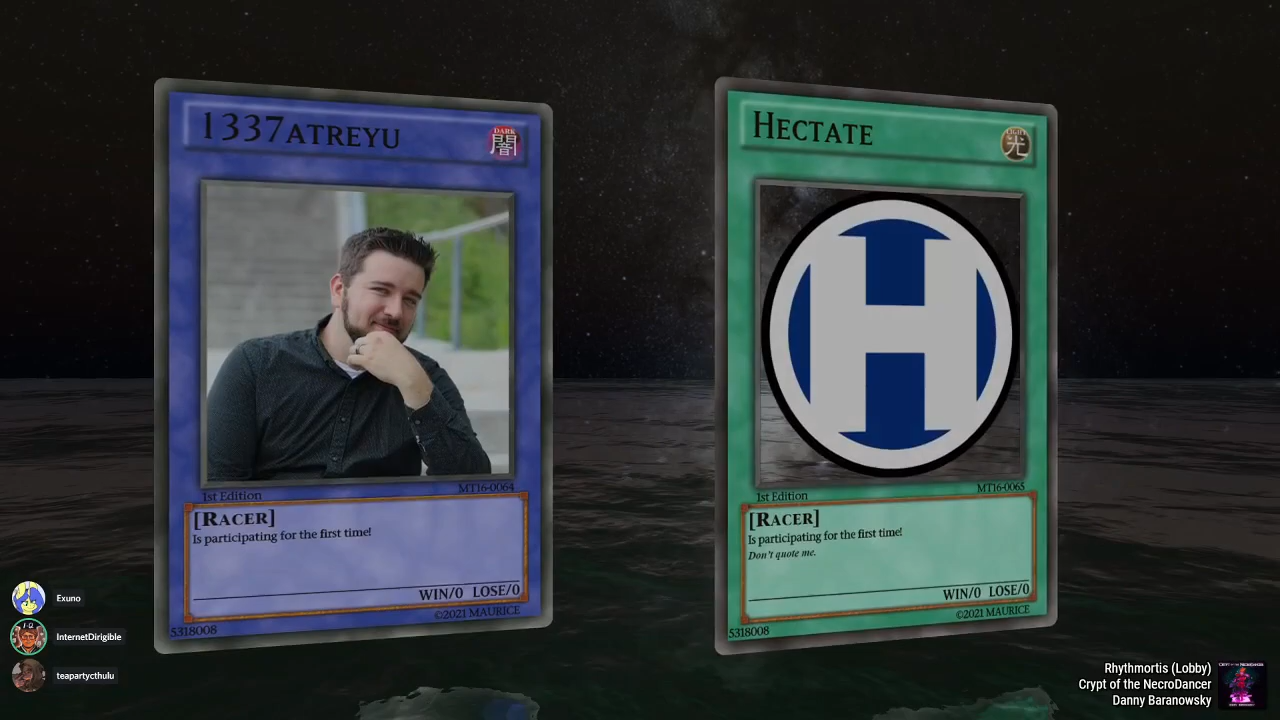 1337ATREYU
DARK
闇
1st Edition
MT16-0064
[RACER]
Is participating for the first time!
WIN/0 LOSE/0
©2021 MAURICE
5318008
HECTATE
LIGHT
光
H
1st Edition
MT16-0065
[RACER]
Is participating for the first time!
Don't quote me.
WIN/0 LOSE/0
©2021 MAURICE
5318008
Exuno
InternetDirigible
teapartycthulu
Rhythmortis (Lobby)
Crypt of the NecroDancer
Danny Baranowsky